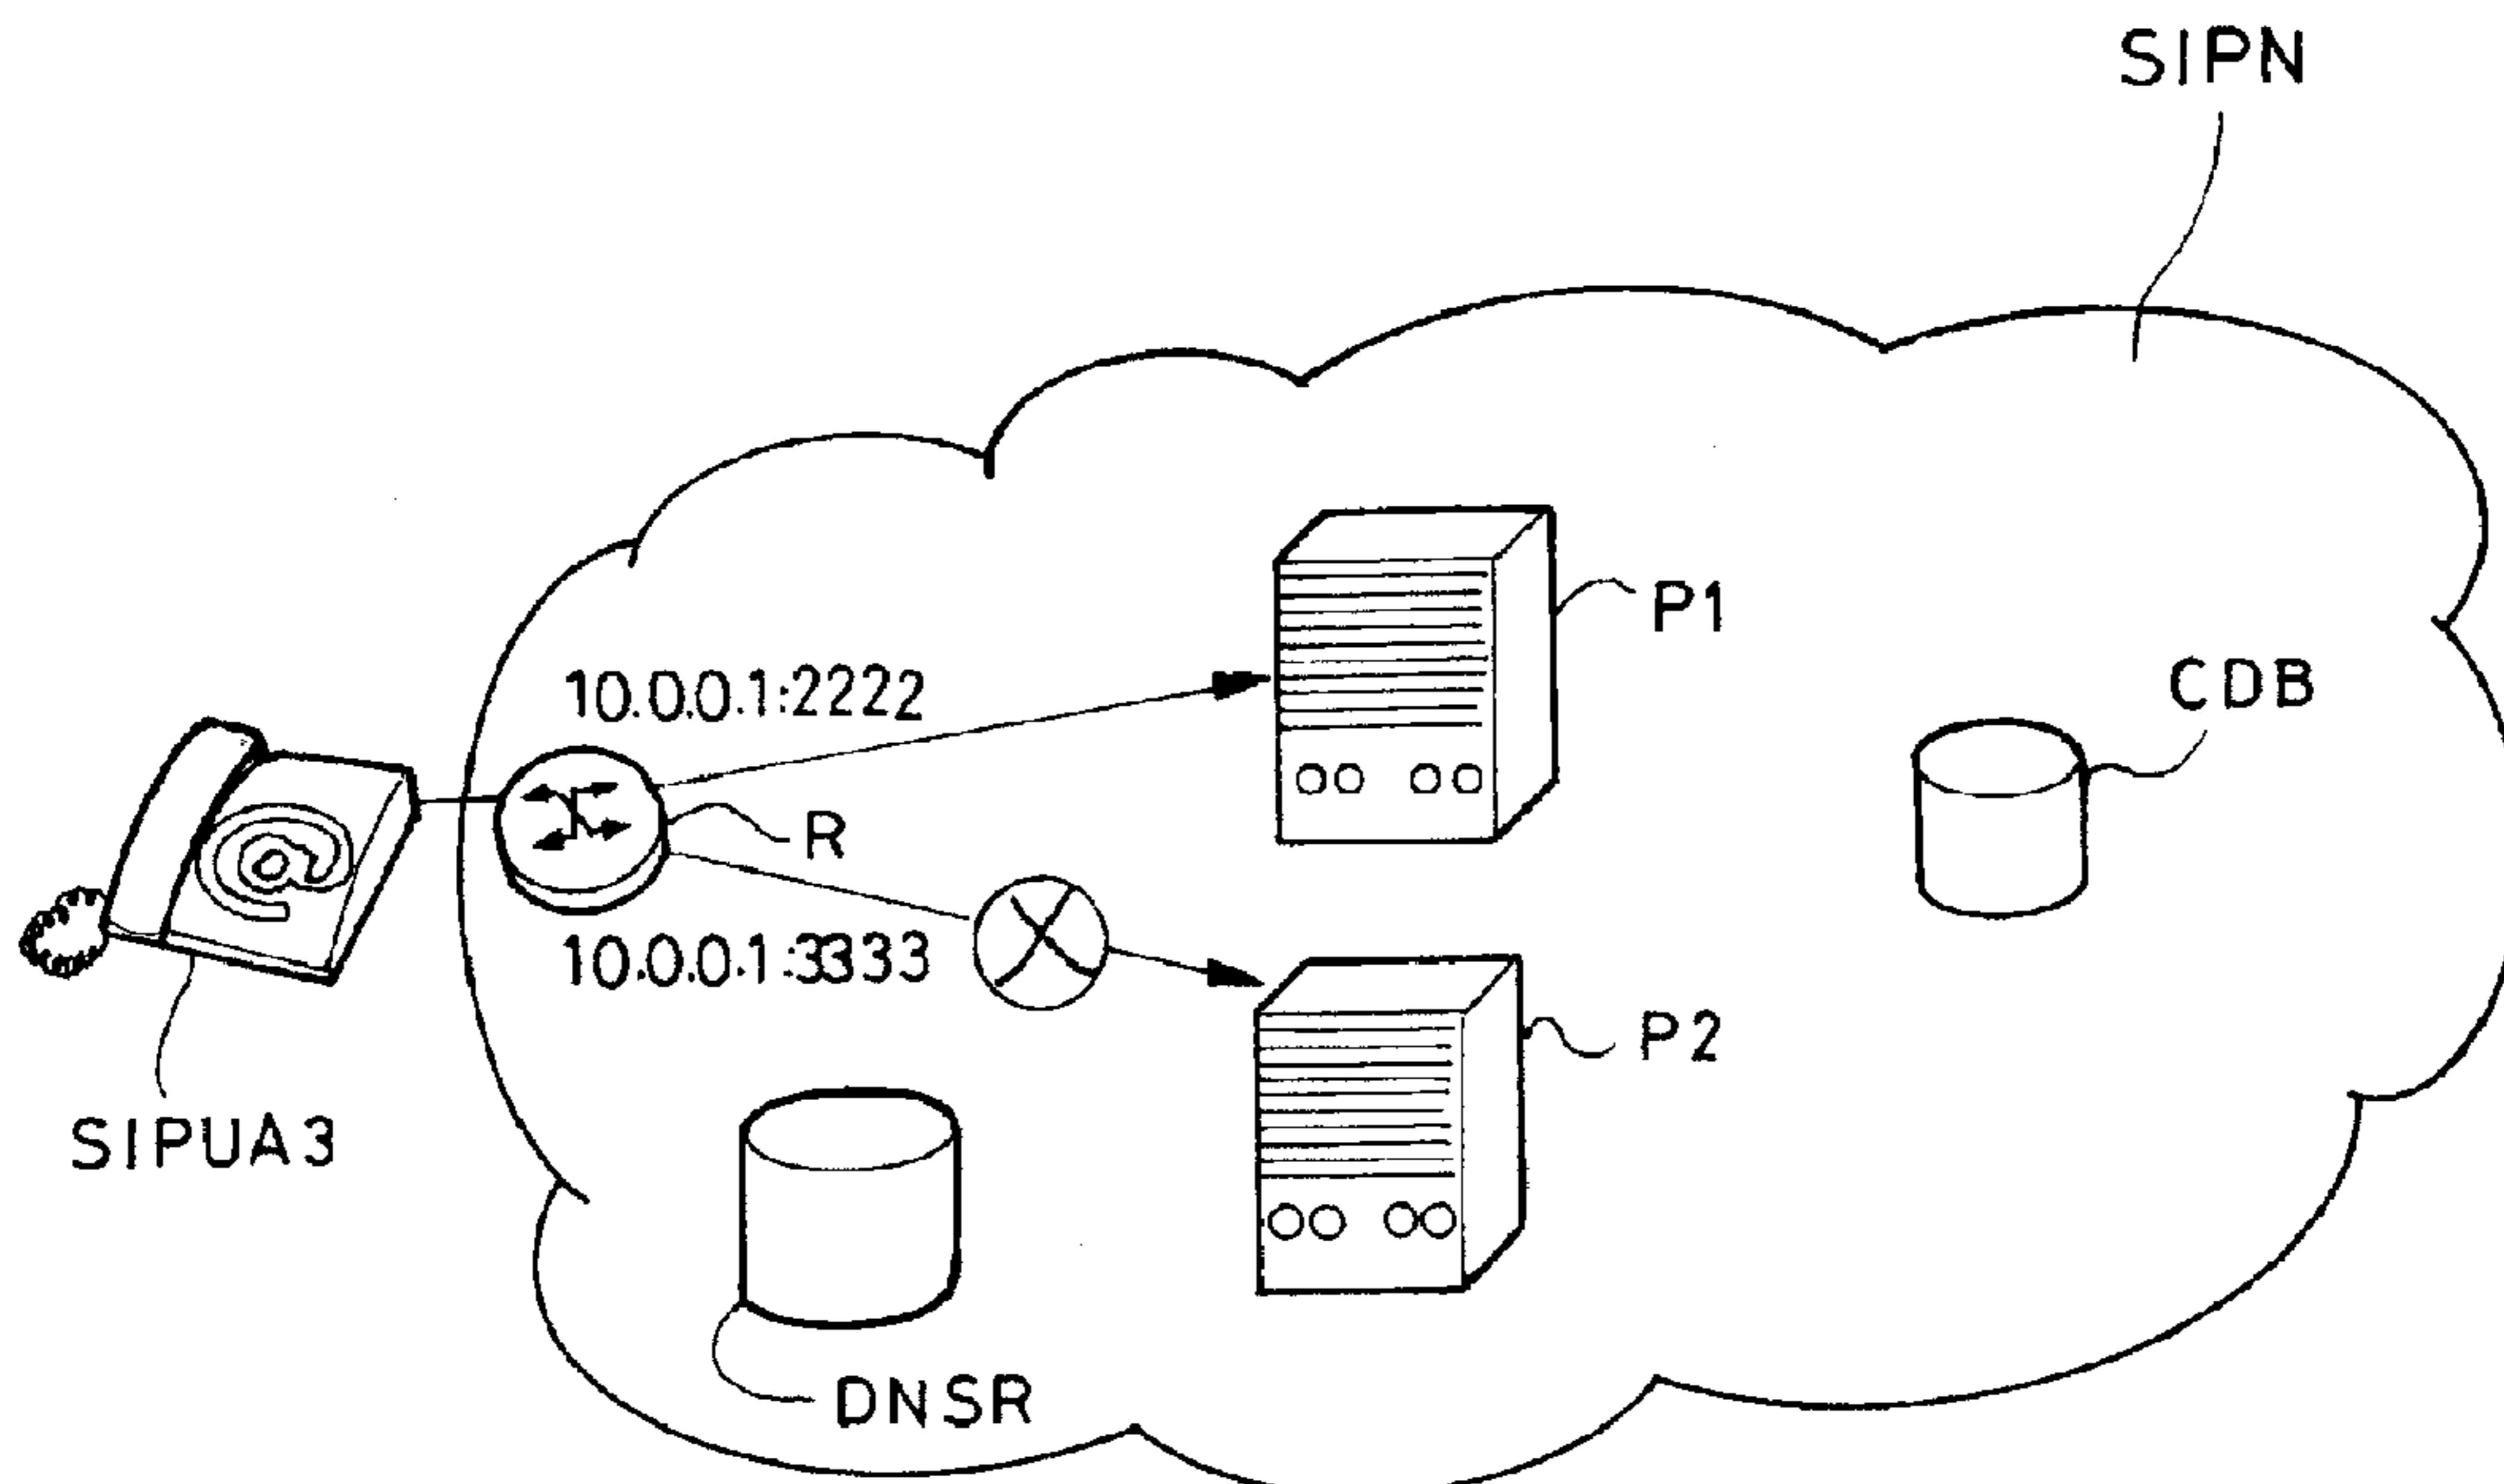 SIPN
P1
CDB
10.0.0.1:2222
R
10.0.0.1:3333
P2
SIPUA3
DNSR